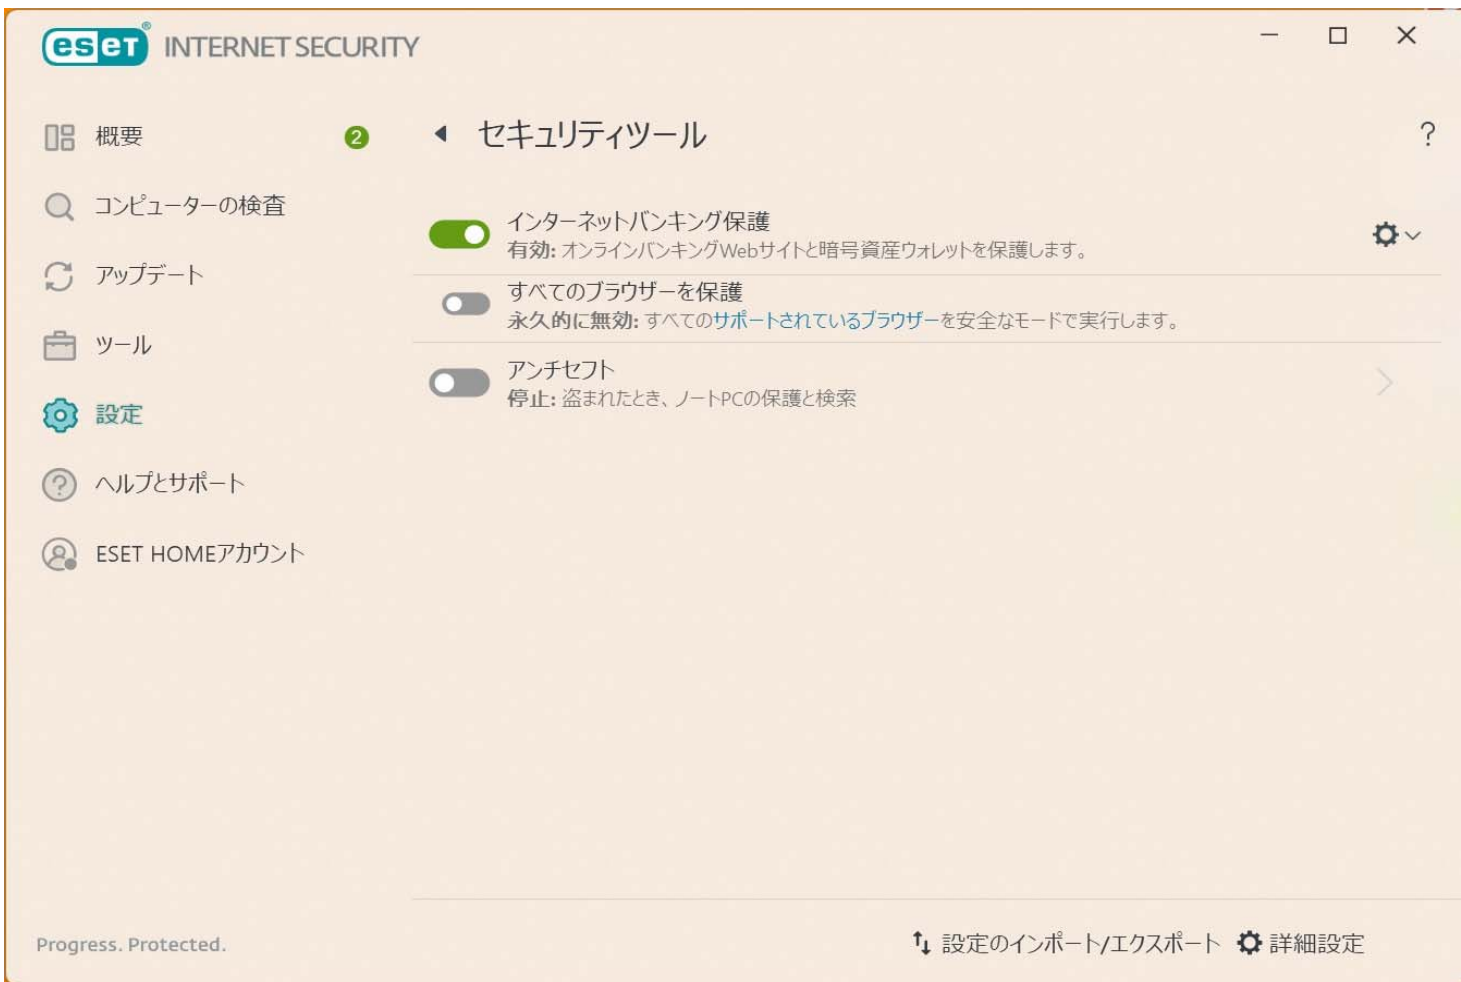 eset® INTERNET SECURITY
概要 2
コンピューターの検査
アップデート
ツール
設定
ヘルプとサポート
ESET HOMEアカウント
セキュリティツール ?
インターネットバンキング保護
有効: オンラインバンキングWebサイトと暗号資産ウォレットを保護します。
すべてのブラウザーを保護
永久的に無効: すべてのサポートされているブラウザーを安全なモードで実行します。
アンチセフト
停止: 盗まれたとき、ノートPCの保護と検索
Progress. Protected.
設定のインポート/エクスポート 詳細設定